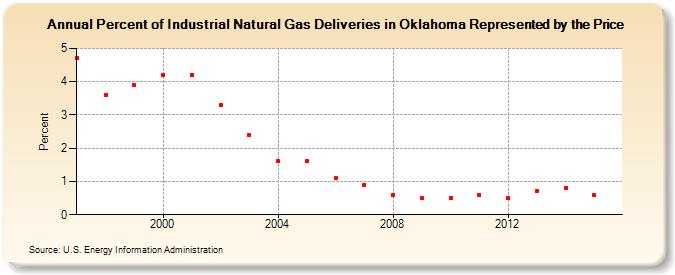 Annual Percent of Industrial Natural Gas Deliveries in Oklahoma Represented by the Price
Percent
5
4
3
2
1
0
2000 2004 2008 2012
Source: U.S. Energy Information Administration